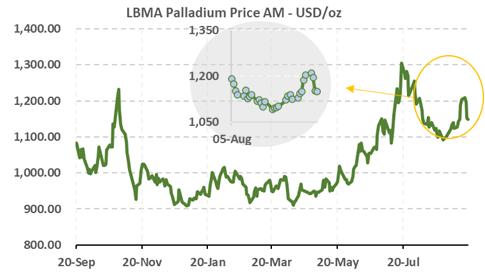 LBMA Palladium Price AM - USD/oz
1,400.00
1,300.00
1,200.00
1,100.00
1,000.00
900.00
800.00
20-Sep
20-Nov
20-Jan
20-Mar
20-May
20-Jul
1,350
1,200
1,050
05-Aug